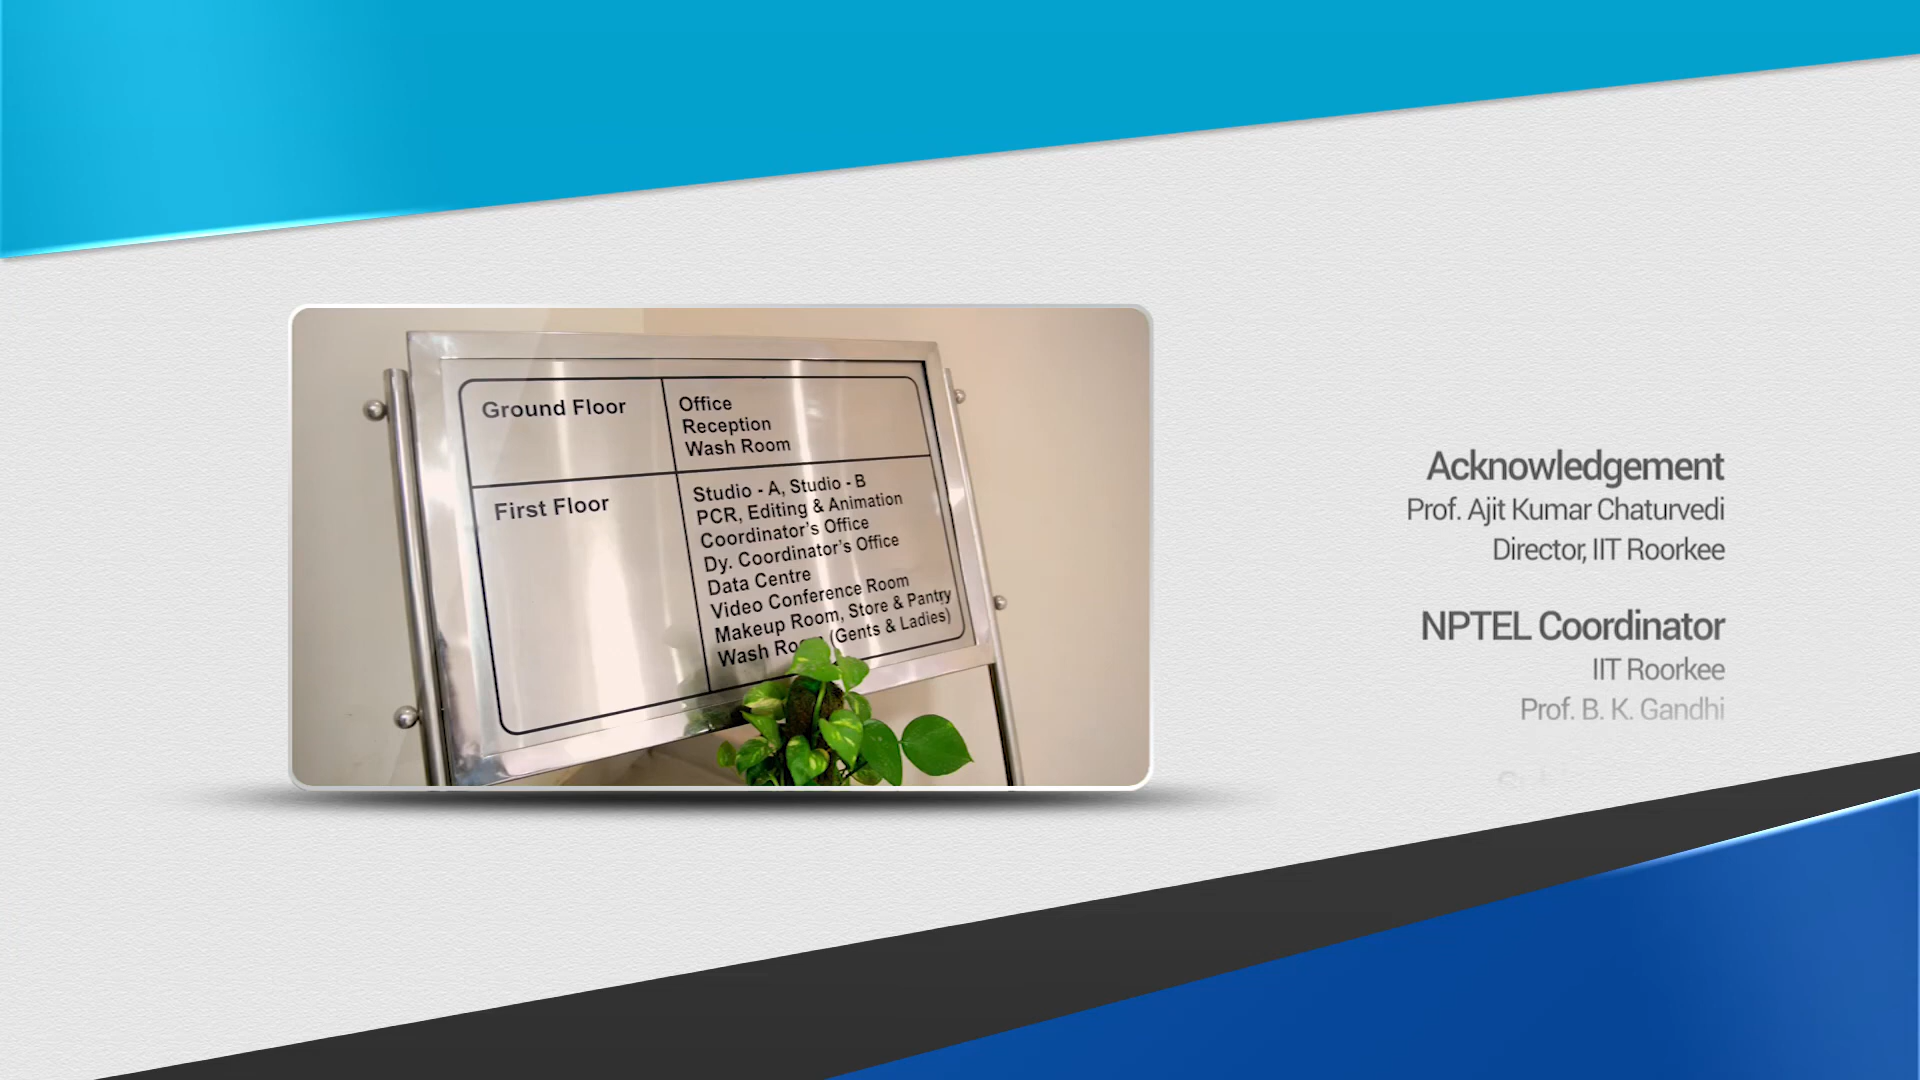 Ground Floor
Office
Reception
Wash Room
First Floor
Studio - A, Studio - B
PCR, Editing & Animation
Coordinator's Office
Dy. Coordinator's Office
Data Centre
Video Conference Room
Makeup Room, Store & Pantry
Wash Room (Gents & Ladies)
Acknowledgement
Prof. Ajit Kumar Chaturvedi
Director, IIT Roorkee
NPTEL Coordinator
IIT Roorkee
Prof. B. K. Gandhi